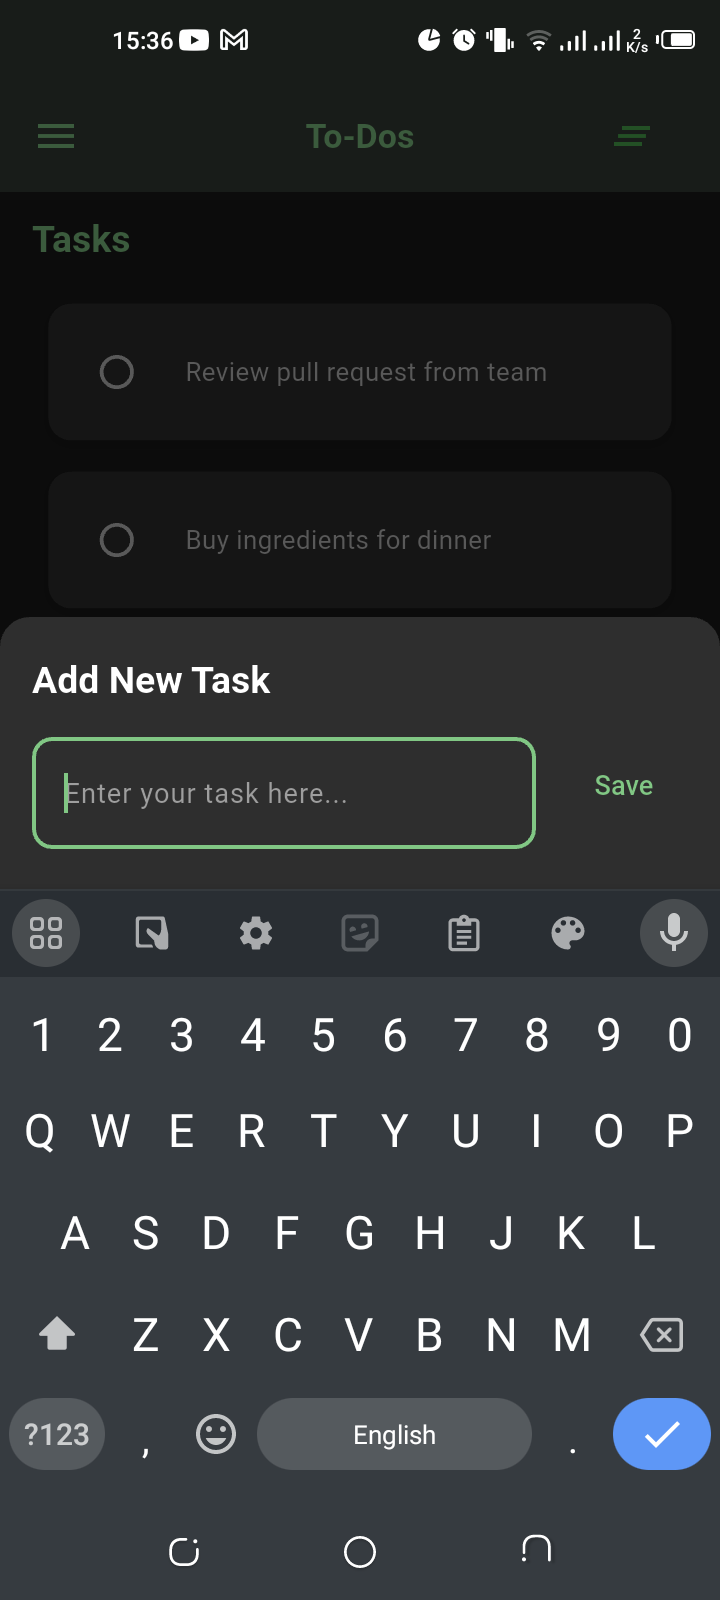 15:36 2 K/s
To-Dos
Tasks
Review pull request from team
Buy ingredients for dinner
Add New Task
Enter your task here...
Save
1 2 3 4 5 6 7 8 9 0
Q W E R T Y U I O P
A S D F G H J K L
Z X C V B N M
?123 , English .